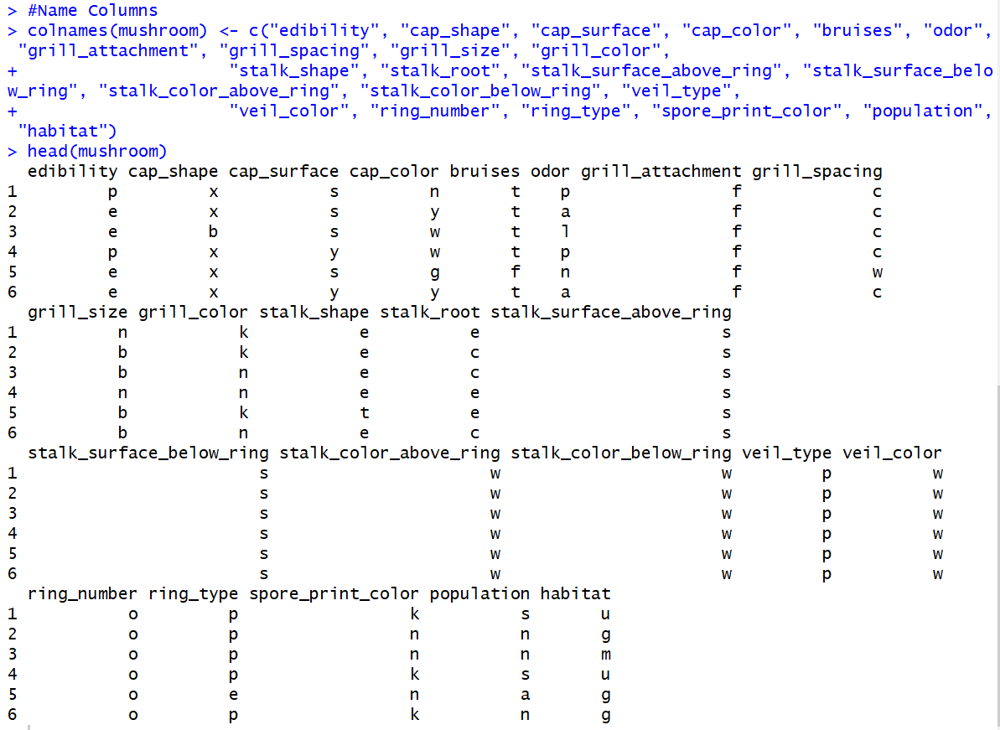 > #Name Columns
> colnames(mushroom) <- c("edibility", "cap_shape", "cap_surface", "cap_color", "bruises", "odor",
 "grill_attachment", "grill_spacing", "grill_size", "grill_color",
+                     "stalk_shape", "stalk_root", "stalk_surface_above_ring", "stalk_surface_belo
w_ring", "stalk_color_above_ring", "stalk_color_below_ring", "veil_type",
+                     "veil_color", "ring_number", "ring_type", "spore_print_color", "population",
 "habitat")
> head(mushroom)
  edibility cap_shape cap_surface cap_color bruises odor grill_attachment grill_spacing
1         p         x           s         n       t    p                f             c
2         e         x           s         y       t    a                f             c
3         e         b           s         w       t    l                f             c
4         p         x           y         w       t    p                f             c
5         e         x           s         g       f    n                f             w
6         e         x           y         y       t    a                f             c
  grill_size grill_color stalk_shape stalk_root stalk_surface_above_ring
1          n           k           e          e                        s
2          b           k           e          c                        s
3          b           n           e          c                        s
4          n           n           e          e                        s
5          b           k           t          e                        s
6          b           n           e          c                        s
  stalk_surface_below_ring stalk_color_above_ring stalk_color_below_ring veil_type veil_color
1                        s                      w                      w         p          w
2                        s                      w                      w         p          w
3                        s                      w                      w         p          w
4                        s                      w                      w         p          w
5                        s                      w                      w         p          w
6                        s                      w                      w         p          w
  ring_number ring_type spore_print_color population habitat
1           o         p                 k          s       u
2           o         p                 n          n       g
3           o         p                 n          n       m
4           o         p                 k          s       u
5           o         e                 n          a       g
6           o         p                 k          n       g